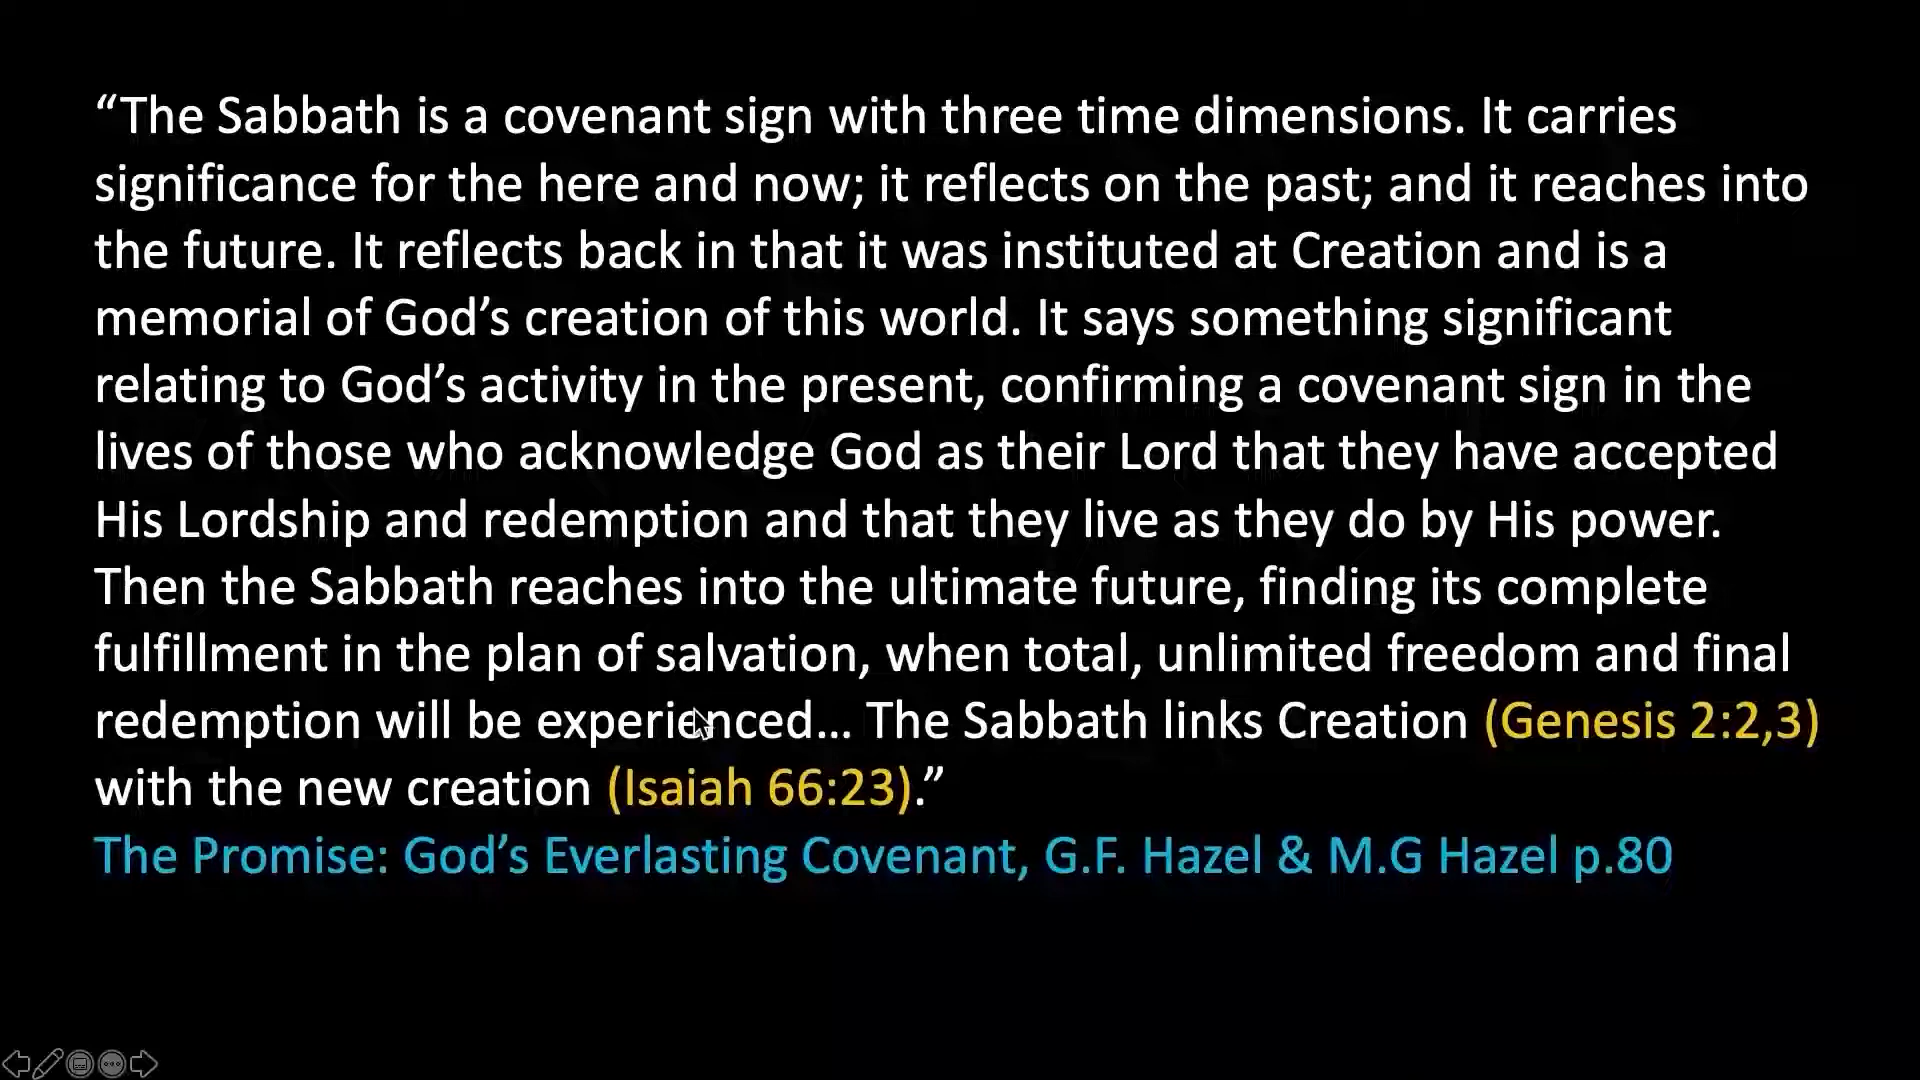 “The Sabbath is a covenant sign with three time dimensions. It carries
significance for the here and now; it reflects on the past; and it reaches into
the future. It reflects back in that it was instituted at Creation and is a
memorial of God’s creation of this world. It says something significant
relating to God’s activity in the present, confirming a covenant sign in the
lives of those who acknowledge God as their Lord that they have accepted
His Lordship and redemption and that they live as they do by His power.
Then the Sabbath reaches into the ultimate future, finding its complete
fulfillment in the plan of salvation, when total, unlimited freedom and final
redemption will be experienced... The Sabbath links Creation (Genesis 2:2,3)
with the new creation (Isaiah 66:23).”
The Promise: God’s Everlasting Covenant, G.F. Hazel & M.G Hazel p.80